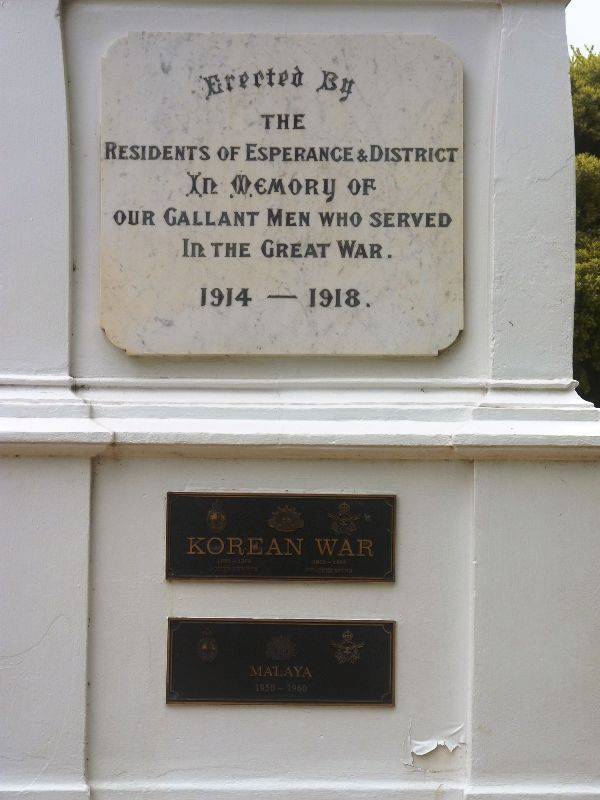 Erected By
THE
RESIDENTS OF ESPERANCE & DISTRICT
IN MEMORY OF
OUR GALLANT MEN WHO SERVED
IN THE GREAT WAR.
1914 — 1918.
KOREAN WAR
MALAYA
1950 - 1960